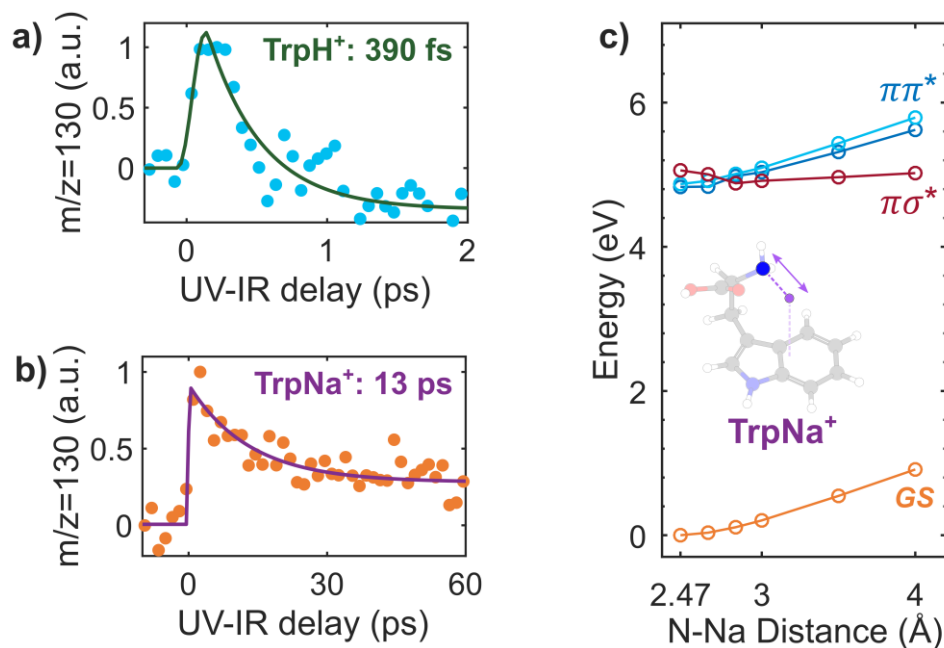 a)
m/z=130 (a.u.)
1
0.5
0
TrpH⁺: 390 fs
0 1 2
UV-IR delay (ps)
b)
m/z=130 (a.u.)
1
0.5
0
TrpNa⁺: 13 ps
0 30 60
UV-IR delay (ps)
c)
Energy (eV)
6
4
2
0
ππ*
πσ*
TrpNa⁺
GS
2.47 3 4
N-Na Distance (Å)